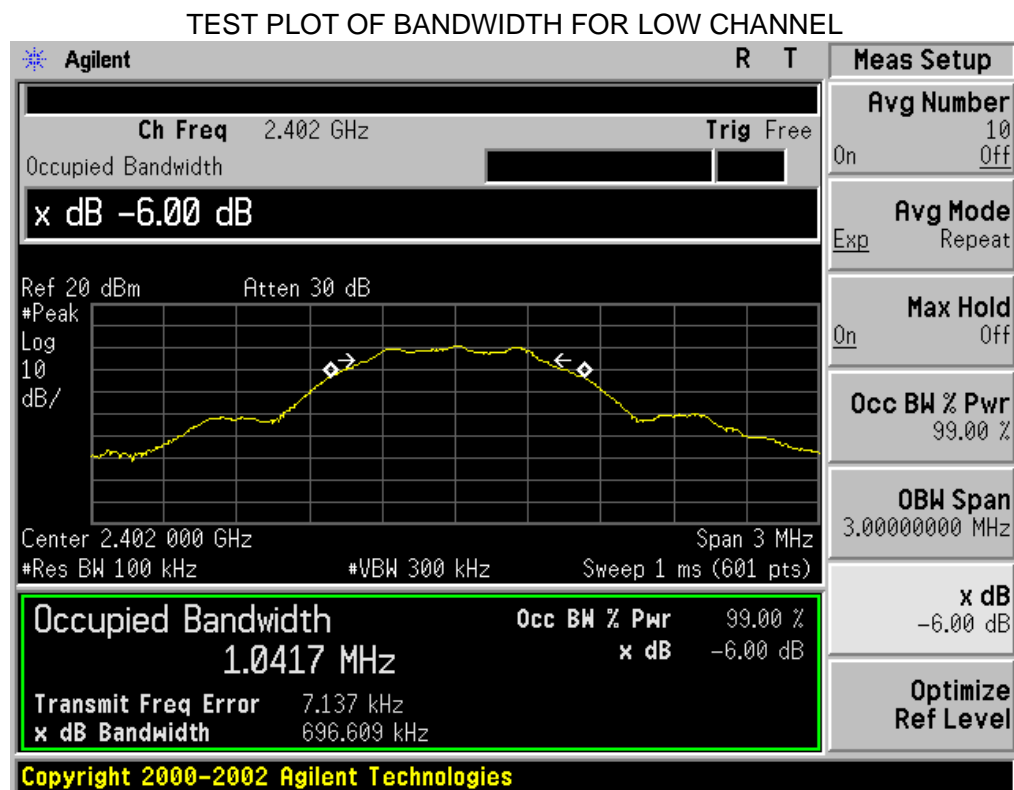 TEST PLOT OF BANDWIDTH FOR LOW CHANNEL
Agilent R T
Ch Freq 2.402 GHz Trig Free
Occupied Bandwidth
x dB -6.00 dB
Ref 20 dBm Atten 30 dB
#Peak
Log
10
dB/
Center 2.402 000 GHz Span 3 MHz
#Res BW 100 kHz #VBW 300 kHz Sweep 1 ms (601 pts)
Occupied Bandwidth Occ BW % Pwr 99.00 %
1.0417 MHz x dB -6.00 dB
Transmit Freq Error 7.137 kHz
x dB Bandwidth 696.609 kHz
Copyright 2000-2002 Agilent Technologies
Meas Setup
Avg Number
10
On Off
Avg Mode
Exp Repeat
Max Hold
On Off
Occ BW % Pwr
99.00 %
OBW Span
3.00000000 MHz
x dB
-6.00 dB
Optimize
Ref Level